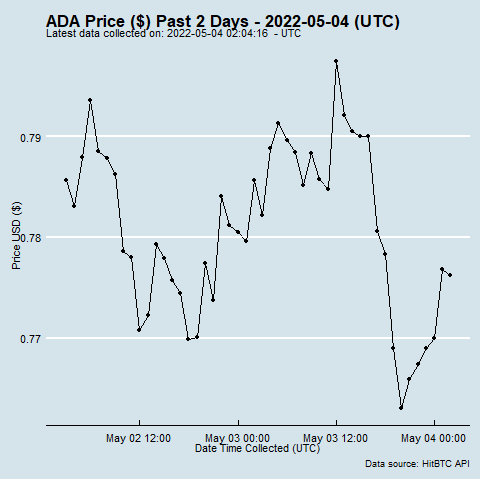 ADA Price ($) Past 2 Days - 2022-05-04 (UTC)
Latest data collected on: 2022-05-04 02:04:16  - UTC
0.79
0.78
0.77
Price USD ($)
May 02 12:00 May 03 00:00 May 03 12:00 May 04 00:00
Date Time Collected (UTC)
Data source: HitBTC API